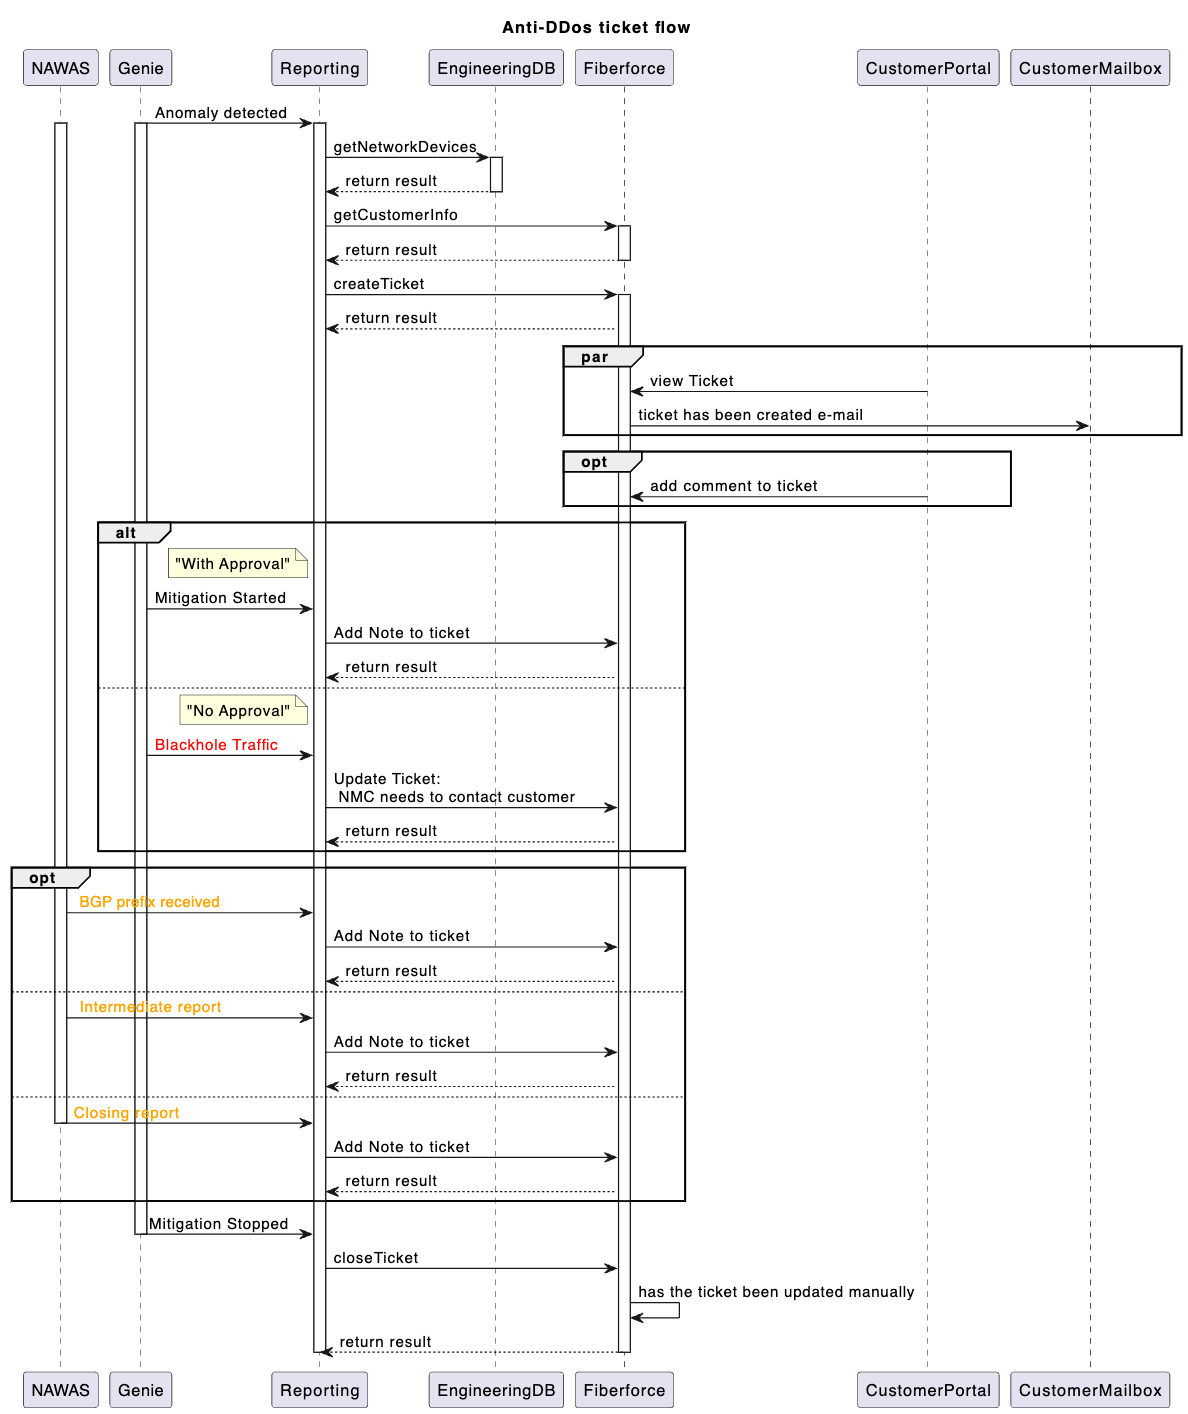 Anti-DDos ticket flow
NAWAS
Genie
Reporting
EngineeringDB
Fiberforce
CustomerPortal
CustomerMailbox
Anomaly detected
getNetworkDevices
return result
getCustomerInfo
return result
createTicket
return result
par
view Ticket
ticket has been created e-mail
opt
add comment to ticket
alt
"With Approval"
Mitigation Started
Add Note to ticket
return result
"No Approval"
Blackhole Traffic
Update Ticket:
NMC needs to contact customer
return result
opt
BGP prefix received
Add Note to ticket
return result
Intermediate report
Add Note to ticket
return result
Closing report
Add Note to ticket
return result
Mitigation Stopped
closeTicket
has the ticket been updated manually
return result
NAWAS
Genie
Reporting
EngineeringDB
Fiberforce
CustomerPortal
CustomerMailbox